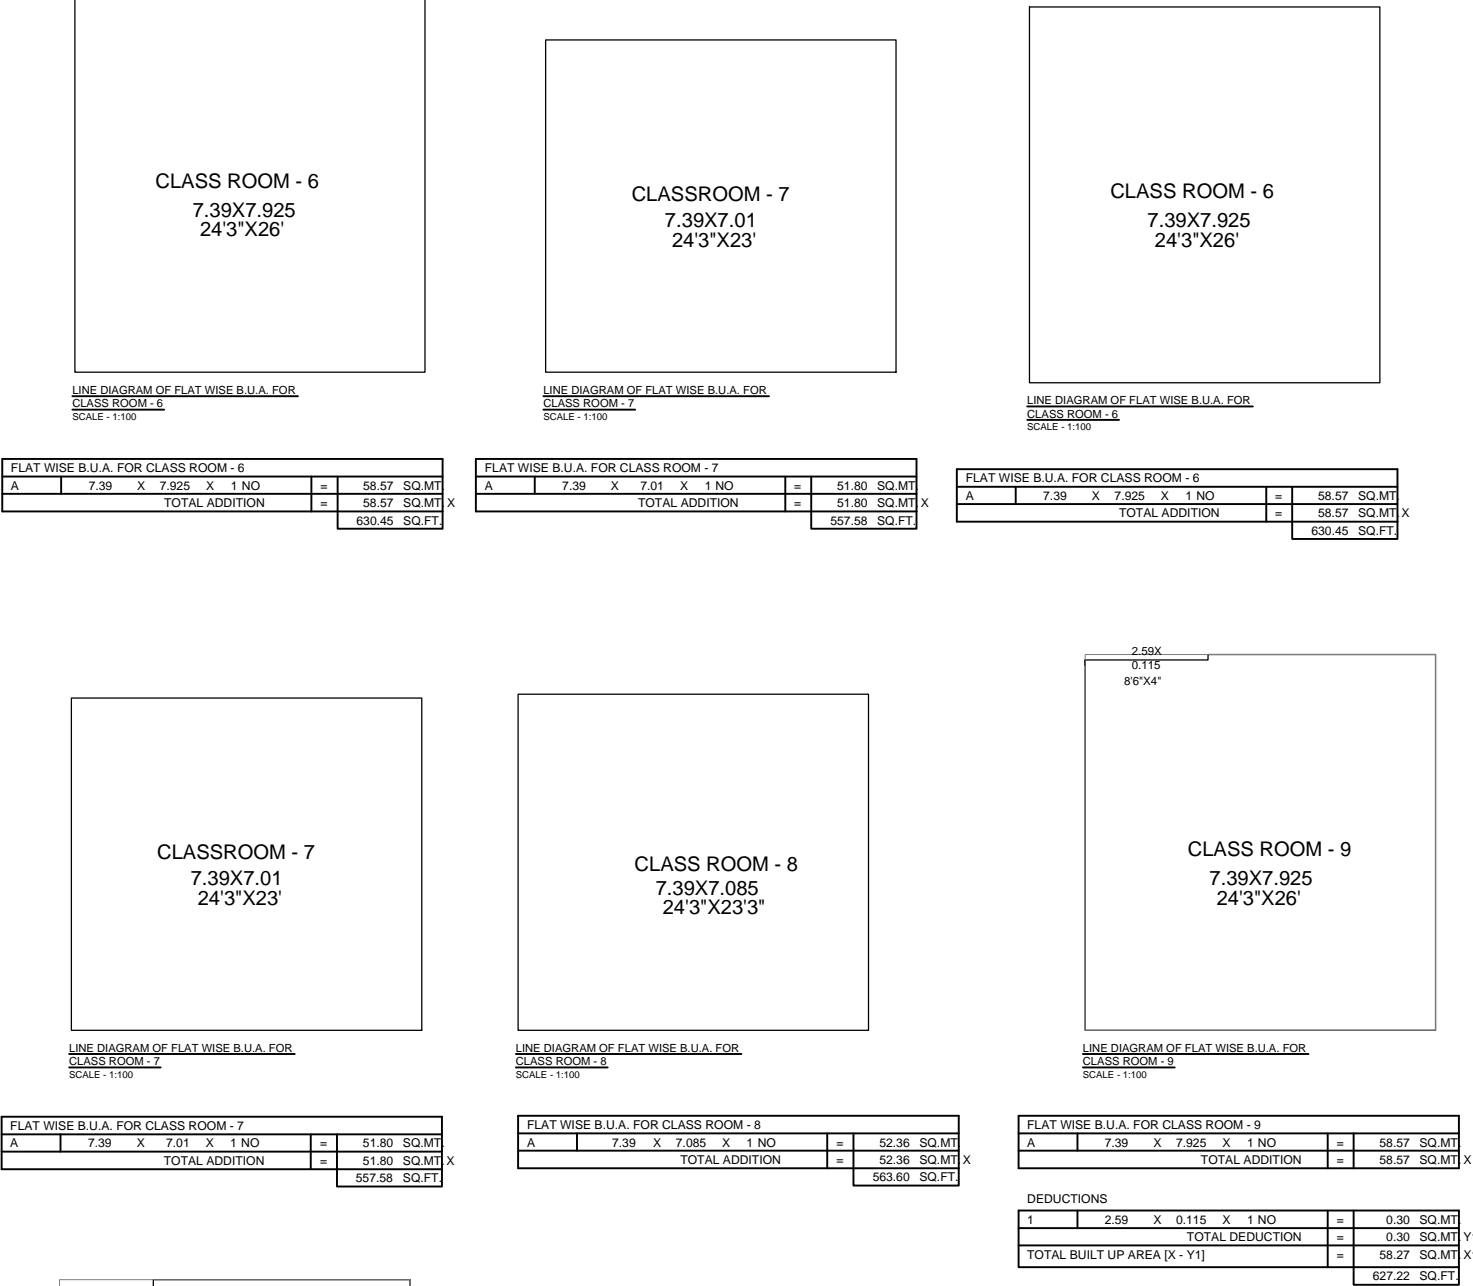 CLASS ROOM - 6
7.39X7.925
24'3"X26'
LINE DIAGRAM OF FLAT WISE B.U.A. FOR
CLASS ROOM - 6
SCALE - 1:100
FLAT WISE B.U.A. FOR CLASS ROOM - 6
A 7.39 X 7.925 X 1 NO = 58.57 SQ.MT.
TOTAL ADDITION = 58.57 SQ.MT. X
630.45 SQ.FT.
CLASSROOM - 7
7.39X7.01
24'3"X23'
LINE DIAGRAM OF FLAT WISE B.U.A. FOR
CLASS ROOM - 7
SCALE - 1:100
FLAT WISE B.U.A. FOR CLASS ROOM - 7
A 7.39 X 7.01 X 1 NO = 51.80 SQ.MT.
TOTAL ADDITION = 51.80 SQ.MT. X
557.58 SQ.FT.
CLASS ROOM - 6
7.39X7.925
24'3"X26'
LINE DIAGRAM OF FLAT WISE B.U.A. FOR
CLASS ROOM - 6
SCALE - 1:100
FLAT WISE B.U.A. FOR CLASS ROOM - 6
A 7.39 X 7.925 X 1 NO = 58.57 SQ.MT.
TOTAL ADDITION = 58.57 SQ.MT. X
630.45 SQ.FT.
CLASSROOM - 7
7.39X7.01
24'3"X23'
LINE DIAGRAM OF FLAT WISE B.U.A. FOR
CLASS ROOM - 7
SCALE - 1:100
FLAT WISE B.U.A. FOR CLASS ROOM - 7
A 7.39 X 7.01 X 1 NO = 51.80 SQ.MT.
TOTAL ADDITION = 51.80 SQ.MT. X
557.58 SQ.FT.
CLASS ROOM - 8
7.39X7.085
24'3"X23'3"
LINE DIAGRAM OF FLAT WISE B.U.A. FOR
CLASS ROOM - 8
SCALE - 1:100
FLAT WISE B.U.A. FOR CLASS ROOM - 8
A 7.39 X 7.085 X 1 NO = 52.36 SQ.MT.
TOTAL ADDITION = 52.36 SQ.MT. X
563.60 SQ.FT.
2.59X
0.115
8'6"X4"
CLASS ROOM - 9
7.39X7.925
24'3"X26'
LINE DIAGRAM OF FLAT WISE B.U.A. FOR
CLASS ROOM - 9
SCALE - 1:100
FLAT WISE B.U.A. FOR CLASS ROOM - 9
A 7.39 X 7.925 X 1 NO = 58.57 SQ.MT.
TOTAL ADDITION = 58.57 SQ.MT. X
DEDUCTIONS
1 2.59 X 0.115 X 1 NO = 0.30 SQ.MT.
TOTAL DEDUCTION = 0.30 SQ.MT.
TOTAL BUILT UP AREA [X - Y1] = 58.27 SQ.MT.
627.22 SQ.FT.